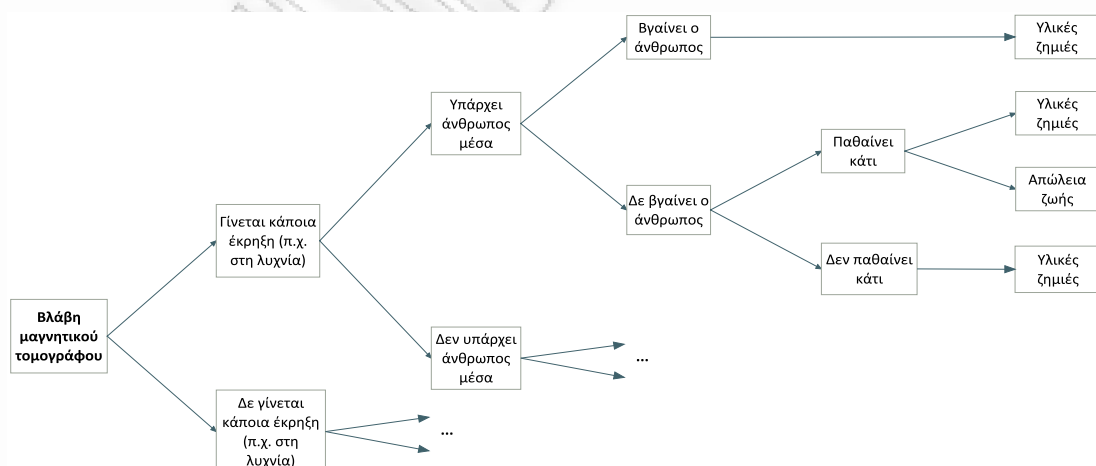 Βλάβη
μαγνητικού
τομογράφου
Γίνεται κάποια
έκρηξη (π.χ.
στη λυχνία)
Δε γίνεται
κάποια έκρηξη
(π.χ. στη
λυχνία)
Υπάρχει
άνθρωπος
μέσα
Δεν υπάρχει
άνθρωπος
μέσα
...
...
Βγαίνει ο
άνθρωπος
Δε βγαίνει ο
άνθρωπος
Παθαίνει
κάτι
Δεν παθαίνει
κάτι
Υλικές
ζημιές
Υλικές
ζημιές
Απώλεια
ζωής
Υλικές
ζημιές